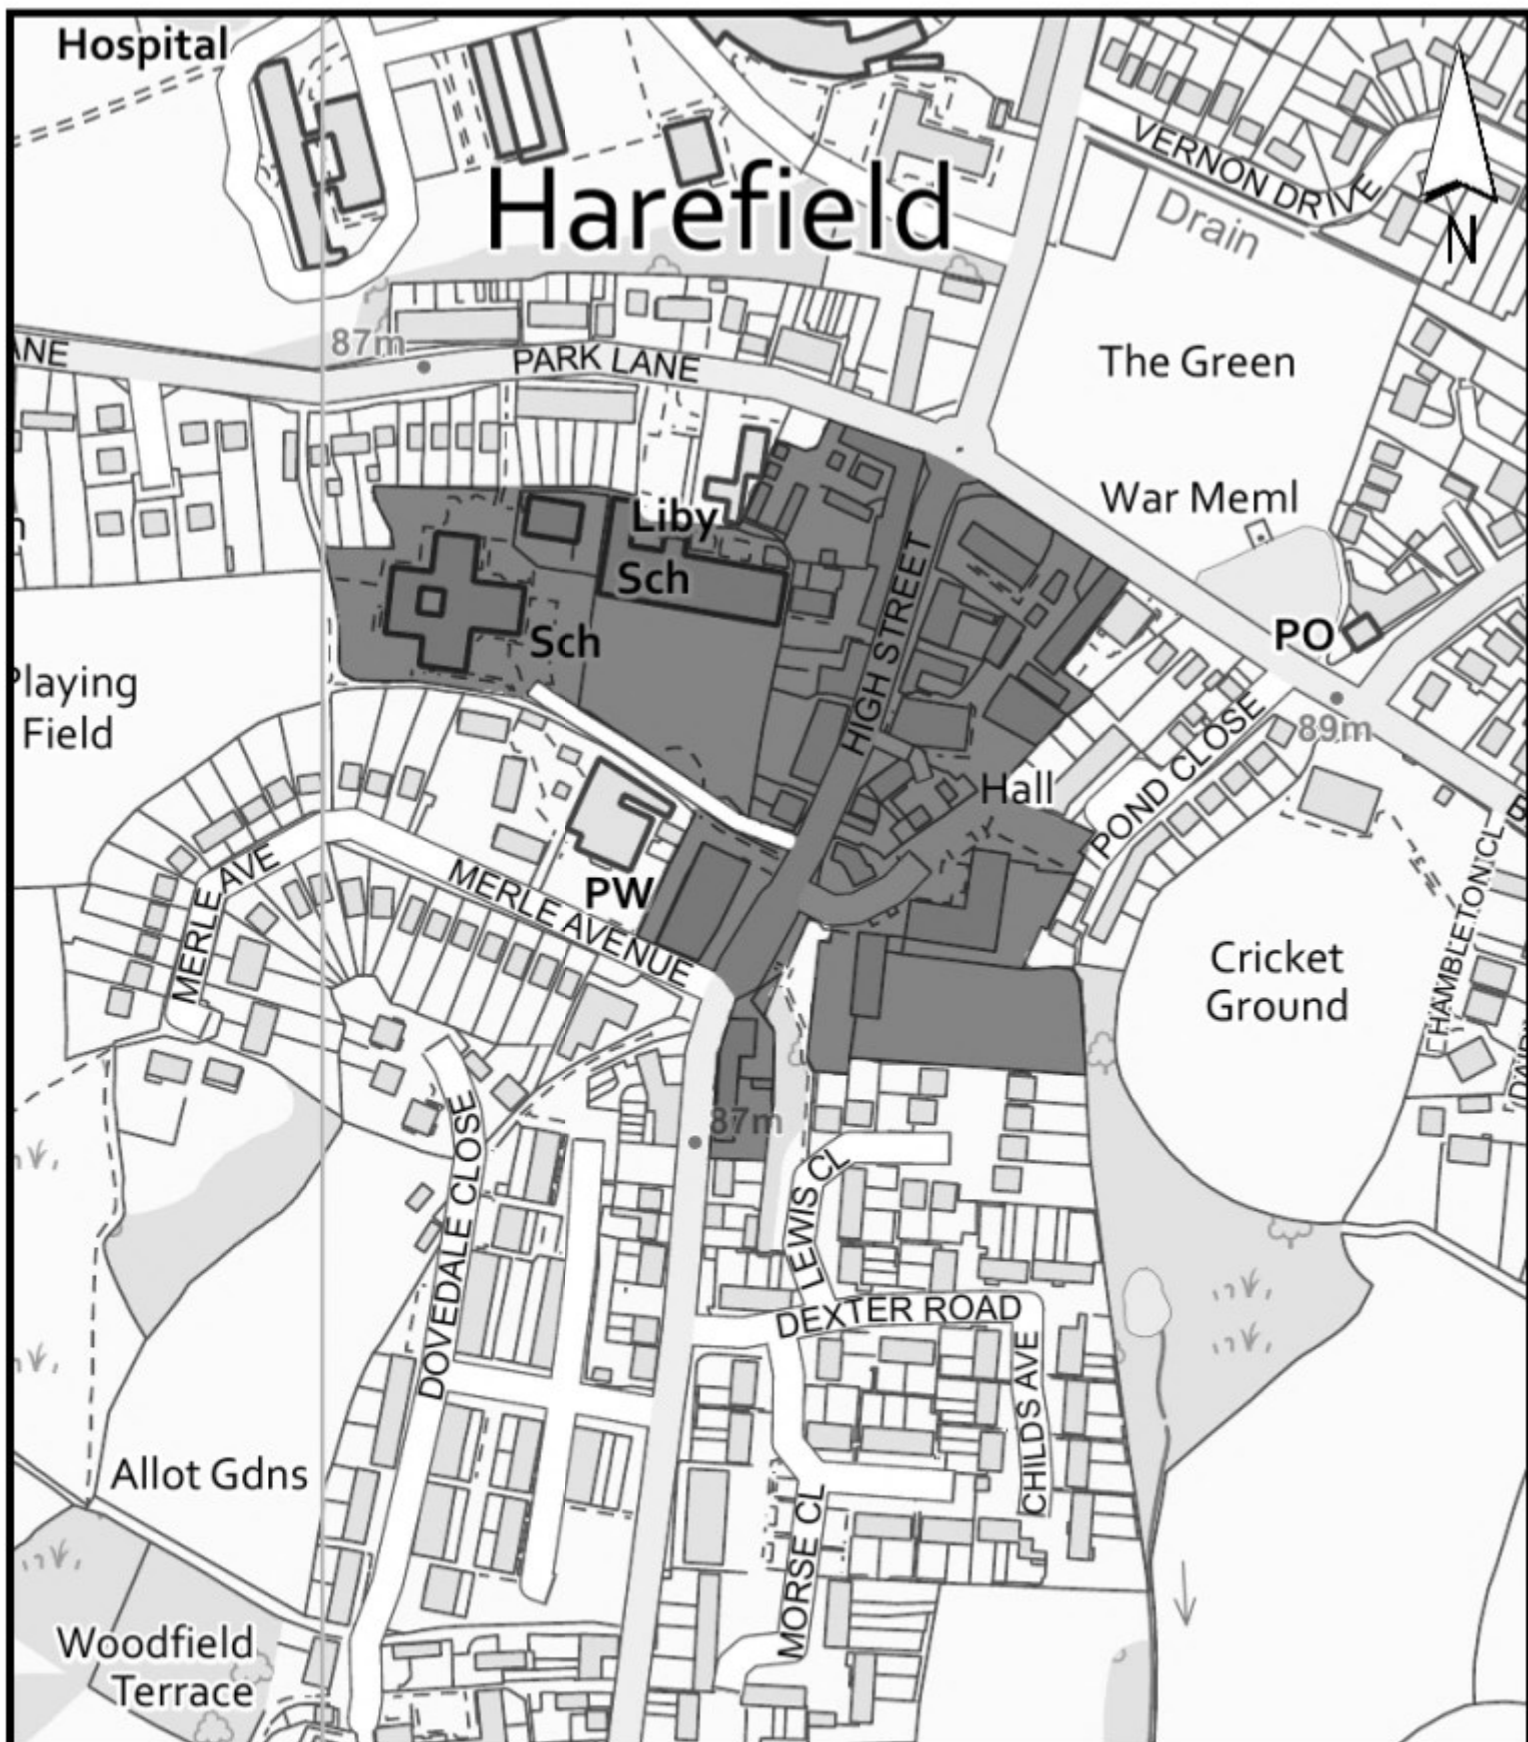 Hospital
Harefield
VERNON DRIVE
Drain
N
87m
ANE
PARK LANE
The Green
War Meml
Liby
Sch
Sch
HIGH STREET
PO
Playing
Field
89m
POND CLOSE
Hall
MERLE AVE
MERLE AVENUE
PW
CHAMBLETON CL
Cricket
Ground
87m
DOVEDALE CLOSE
LEWIS CL
DEXTER ROAD
CHILDS AVE
Allot Gdns
MORSE CL
Woodfield
Terrace